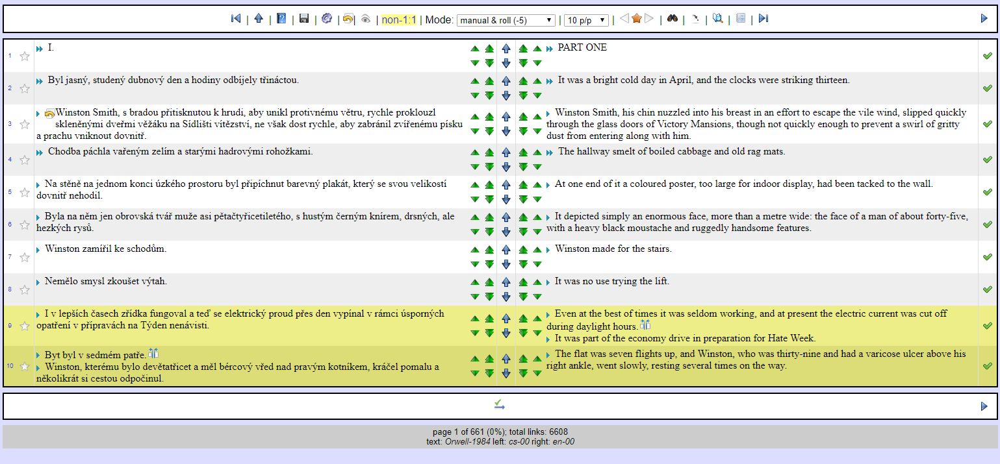 non-1:1 | Mode: manual & roll (-5) | 10 p/p
1 I. PART ONE
2 Byl jasný, studený dubnový den a hodiny odbíjely třináctou. It was a bright cold day in April, and the clocks were striking thirteen.
3 Winston Smith, s bradou přitisknutou k hrudi, aby unikl protivnému větru, rychle proklouzl
skleněnými dveřmi věžáku na Sídlišti vítězství, ne však dost rychle, aby zabránil zvířenému písku
a prachu vniknout dovnitř.
Winston Smith, his chin nuzzled into his breast in an effort to escape the vile wind, slipped quickly
through the glass doors of Victory Mansions, though not quickly enough to prevent a swirl of gritty
dust from entering along with him.
4 Chodba páchla vařeným zelím a starými hadrovými rohožkami. The hallway smelt of boiled cabbage and old rag mats.
5 Na stěně na jednom konci úzkého prostoru byl připíchnut barevný plakát, který se svou velikostí
dovnitř nehodil.
At one end of it a coloured poster, too large for indoor display, had been tacked to the wall.
6 Byla na něm jen obrovská tvář muže asi pětačtyřicetiletého, s hustým černým knírem, drsných, ale
hezkých rysů.
It depicted simply an enormous face, more than a metre wide: the face of a man of about forty-five,
with a heavy black moustache and ruggedly handsome features.
7 Winston zamířil ke schodům. Winston made for the stairs.
8 Nemělo smysl zkoušet výtah. It was no use trying the lift.
9 I v lepších časech zřídka fungoval a teď se elektrický proud přes den vypínal v rámci úsporných
opatření v přípravách na Týden nenávisti.
Even at the best of times it was seldom working, and at present the electric current was cut off
during daylight hours.
It was part of the economy drive in preparation for Hate Week.
10 Byt byl v sedmém patře.
Winston, kterému bylo devětatřicet a měl bércový vřed nad pravým kotníkem, kráčel pomalu a
několikrát si cestou odpočinul.
The flat was seven flights up, and Winston, who was thirty-nine and had a varicose ulcer above his
right ankle, went slowly, resting several times on the way.
page 1 of 661 (0%); total links: 6608
text: Orwell-1984 left: cs-00 right: en-00